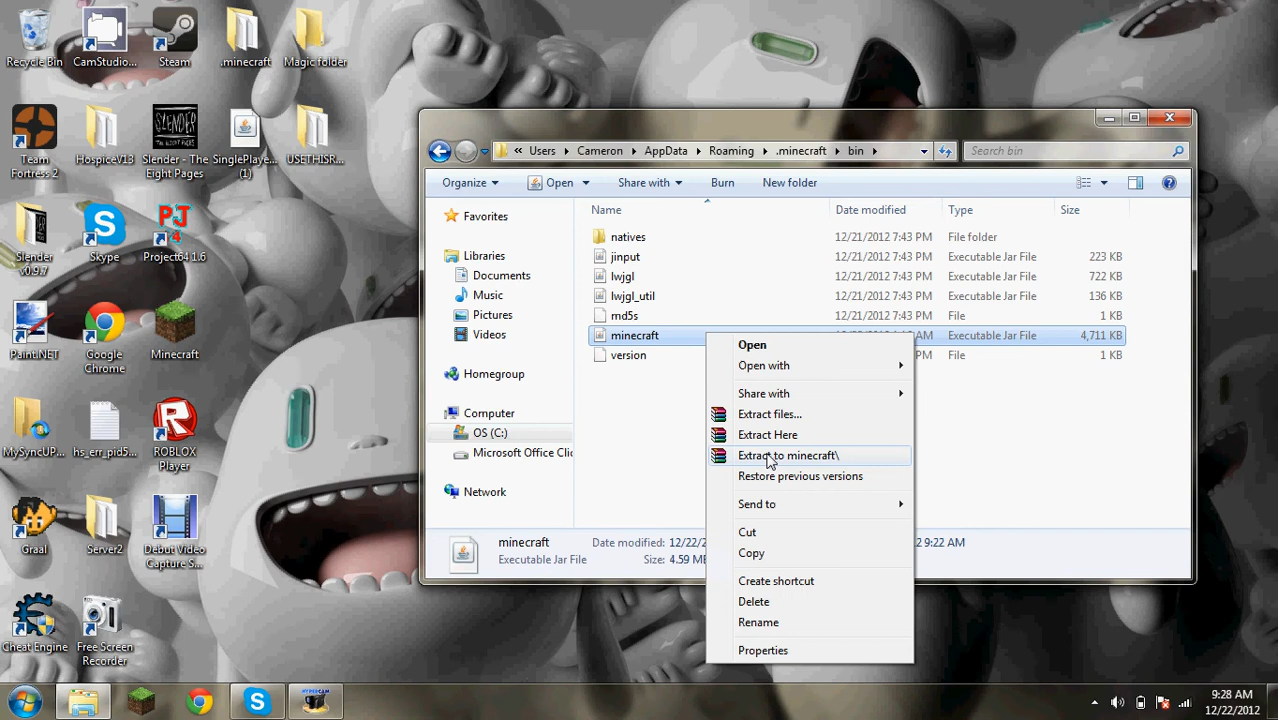 Recycle Bin
CamStudio...
Steam
.minecraft
Magic folder
Team
Fortress 2
HospiceV13
SLENDER
Slender - The
Eight Pages
SinglePlaye...
(1)
USETHISR...
Slender
v0.9.7
Skype
PJ
64
Project64 1.6
Paint.NET
Google
Chrome
Minecraft
MySyncUP...
hs_err_pid5...
ROBLOX
Player
Graal
Server2
Debut Video
Capture S...
Cheat Engine
Free Screen
Recorder
« Users
Cameron
AppData
Roaming
.minecraft
bin
Search bin
Organize
Open
Share with
Burn
New folder
Favorites
Libraries
Documents
Music
Pictures
Videos
Homegroup
Computer
OS (C:)
Microsoft Office Clic
Network
Name Date modified Type Size
natives 12/21/2012 7:43 PM File folder
jinput 12/21/2012 7:43 PM Executable Jar File 223 KB
lwjgl 12/21/2012 7:43 PM Executable Jar File 722 KB
lwjgl_util 12/21/2012 7:43 PM Executable Jar File 136 KB
md5s 12/21/2012 7:43 PM File 1 KB
minecraft AM Executable Jar File 4,711 KB
version PM File 1 KB
Open
Open with
Share with
Extract files...
Extract Here
Extract to minecraft\
Restore previous versions
Send to
Cut
Copy
Create shortcut
Delete
Rename
Properties
minecraft Date modified: 12/22/2 2 9:22 AM
Executable Jar File Size: 4.59 MB
HYPERCAM
9:28 AM
12/22/2012